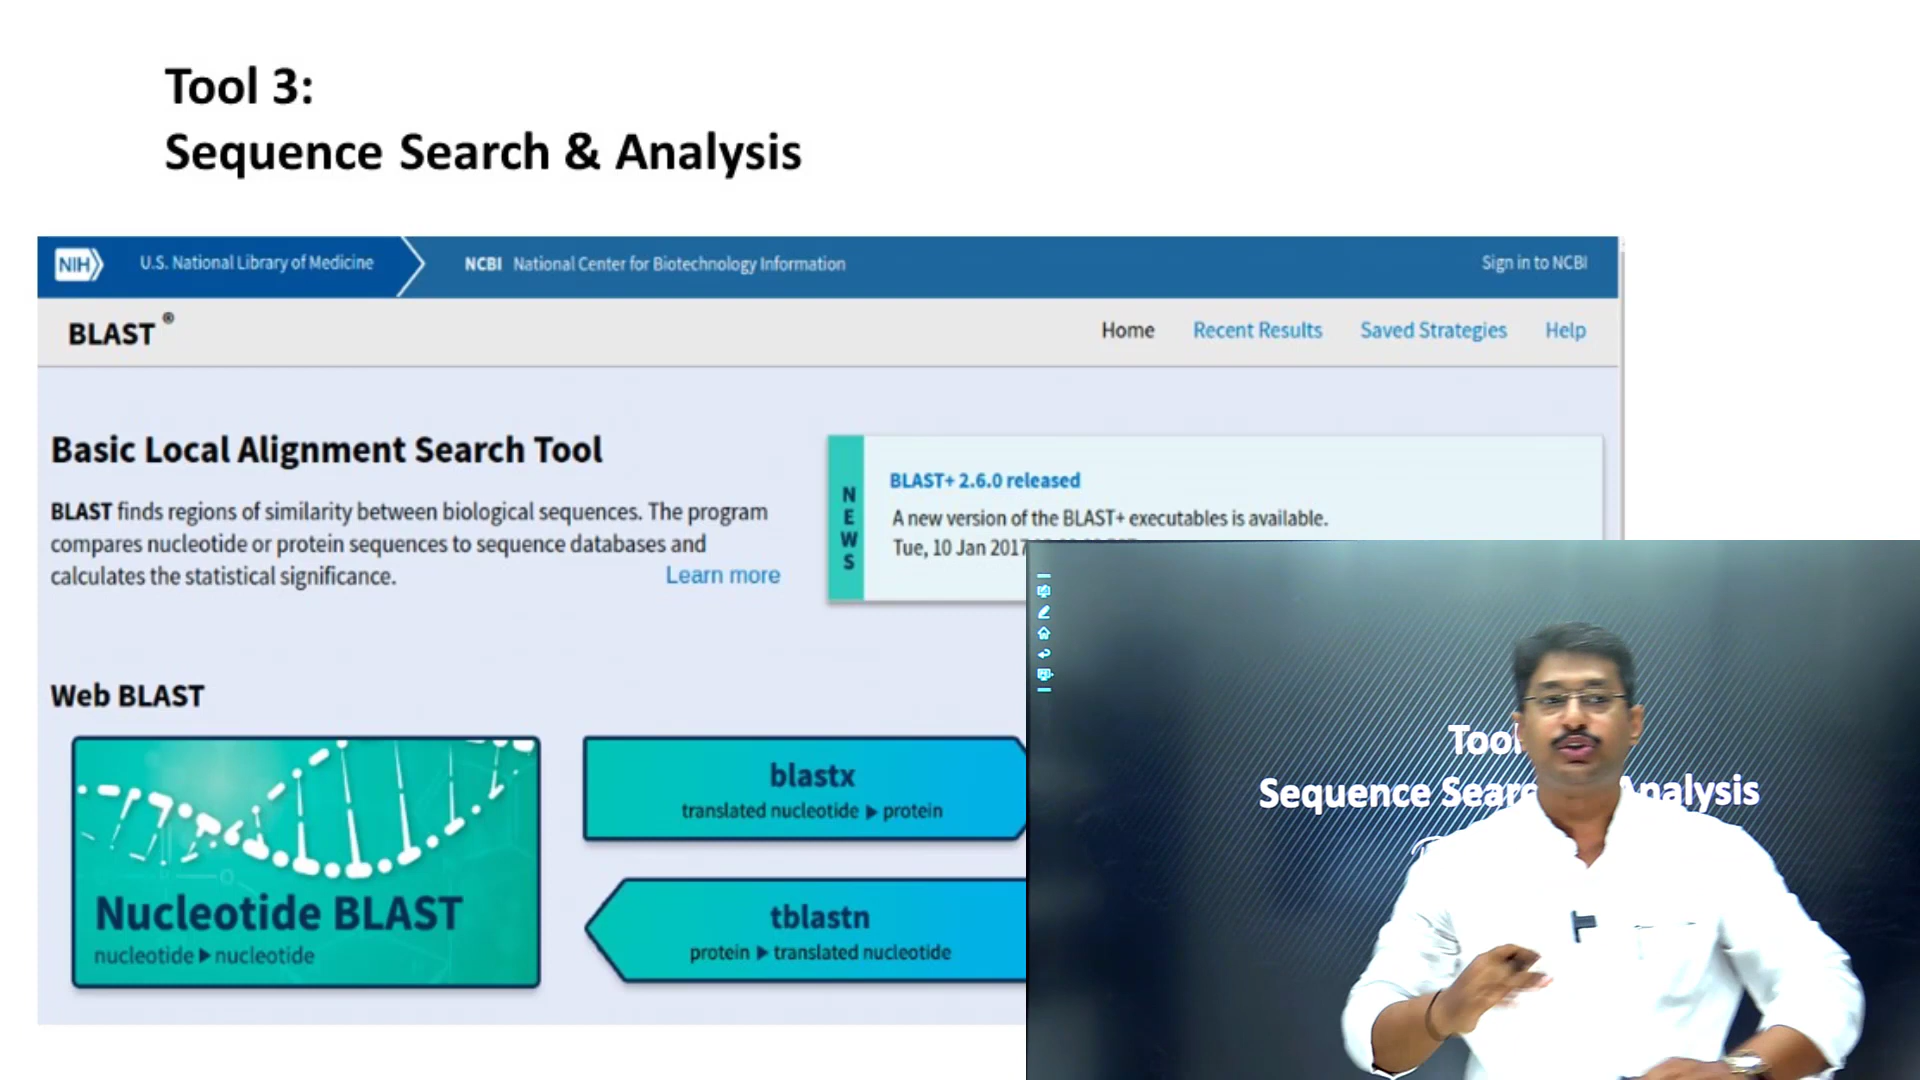 Tool 3:
Sequence Search & Analysis
NIH
U.S. National Library of Medicine
NCBI National Center for Biotechnology Information
Sign in to NCBI
BLAST ®
Home
Recent Results
Saved Strategies
Help
Basic Local Alignment Search Tool
BLAST finds regions of similarity between biological sequences. The program
compares nucleotide or protein sequences to sequence databases and
calculates the statistical significance.
Learn more
NEWS
BLAST+ 2.6.0 released
A new version of the BLAST+ executables is available.
Tue, 10 Jan 2017
Web BLAST
Nucleotide BLAST
nucleotide ▶ nucleotide
blastx
translated nucleotide ▶ protein
tblastn
protein ▶ translated nucleotide
Tool
Sequence Search Analysis